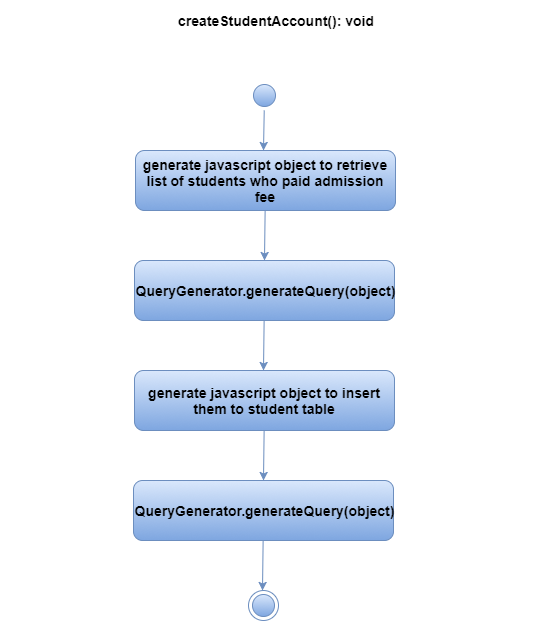 createStudentAccount(): void
generate javascript object to retrieve
list of students who paid admission
fee
QueryGenerator.generateQuery(object)
generate javascript object to insert
them to student table
QueryGenerator.generateQuery(object)